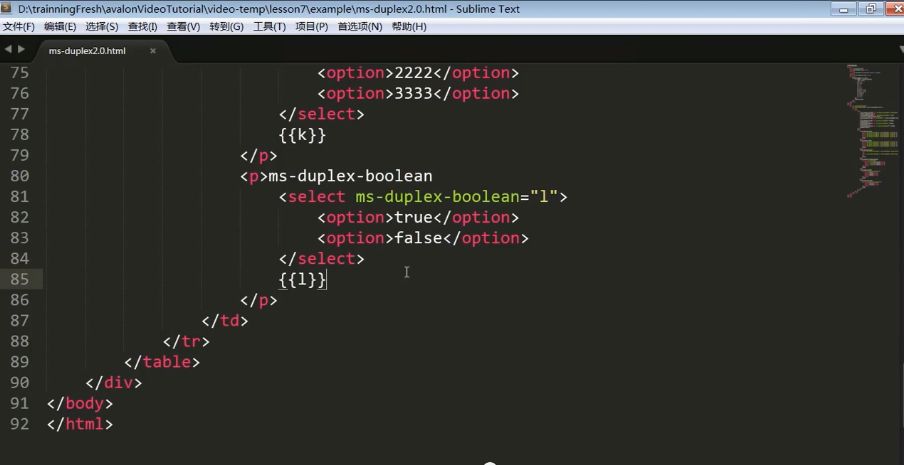 D:\trainningFresh\avalonVideoTutorial\video-temp\lesson7\example\ms-duplex2.0.html - Sublime Text
文件(F) 编辑(E) 选择(S) 查找(I) 查看(V) 转到(G) 工具(T) 项目(P) 首选项(N) 帮助(H)
ms-duplex2.0.html ×
75 <option>2222</option>
76 <option>3333</option>
77 </select>
78 {{k}}
79 </p>
80 <p>ms-duplex-boolean
81 <select ms-duplex-boolean="l">
82 <option>true</option>
83 <option>false</option>
84 </select>
85 {{l}}
86 </p>
87 </td>
88 </tr>
89 </table>
90 </div>
91 </body>
92 </html>